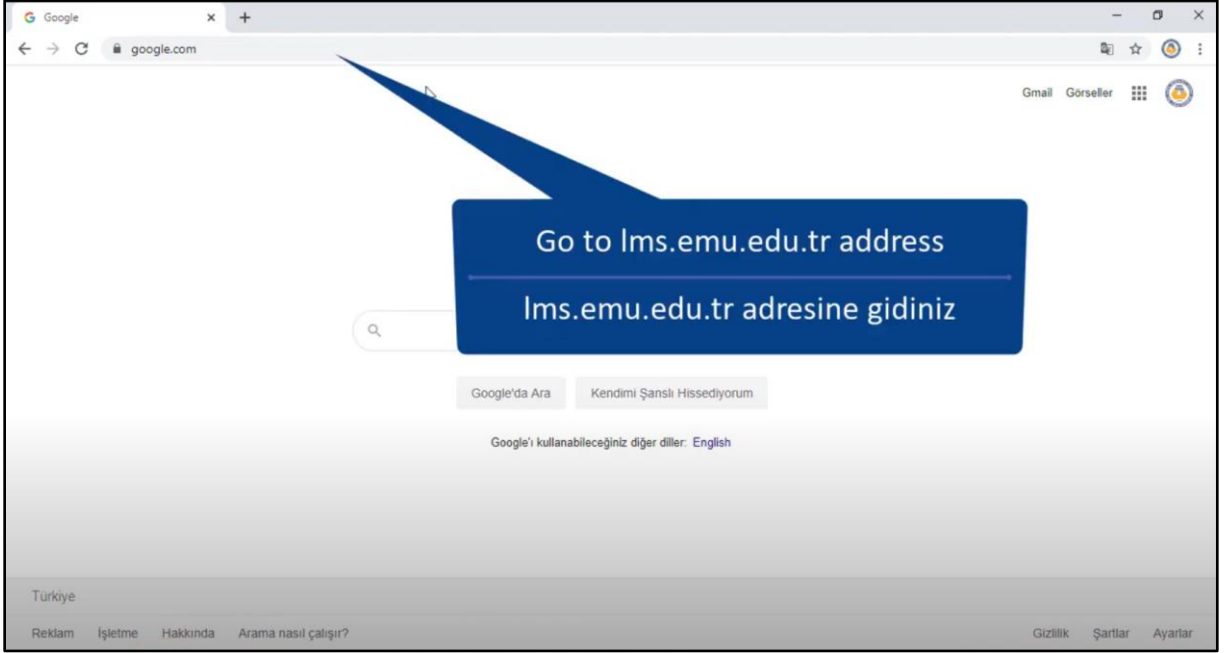 Google
google.com
Gmail Görseller
Go to lms.emu.edu.tr address
lms.emu.edu.tr adresine gidiniz
Google'da Ara Kendimi Şanslı Hissediyorum
Google'ı kullanabileceğiniz diğer diller: English
Türkiye
Reklam İşletme Hakkında Arama nasıl çalışır? Gizlilik Şartlar Ayarlar